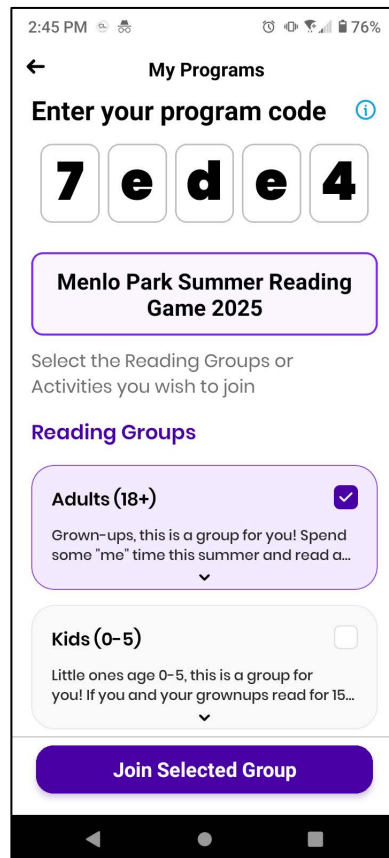 2:45 PM
76%
My Programs
Enter your program code
7 e d e 4
Menlo Park Summer Reading
Game 2025
Select the Reading Groups or
Activities you wish to join
Reading Groups
Adults (18+)
Grown-ups, this is a group for you! Spend
some "me" time this summer and read a...
Kids (0-5)
Little ones age 0-5, this is a group for
you! If you and your grownups read for 15...
Join Selected Group